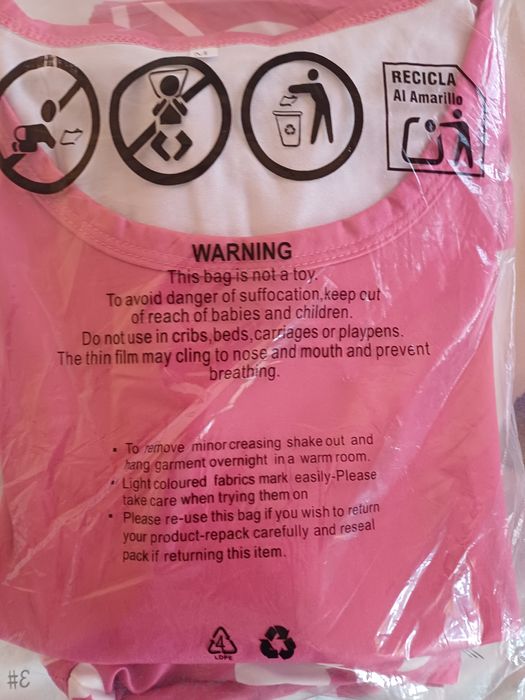 M
RECICLA
Al Amarillo
WARNING
This bag is not a toy.
To avoid danger of suffocation,keep out
of reach of babies and children.
Do not use in cribs,beds,carriages or playpens.
The thin film may cling to nose and mouth and prevent
breathing.
• To remove minor creasing shake out and
hang garment overnight in a warm room.
• Light coloured fabrics mark easily-Please
take care when trying them on
• Please re-use this bag if you wish to return
your product-repack carefully and reseal
pack if returning this item.
4
LDPE
#3